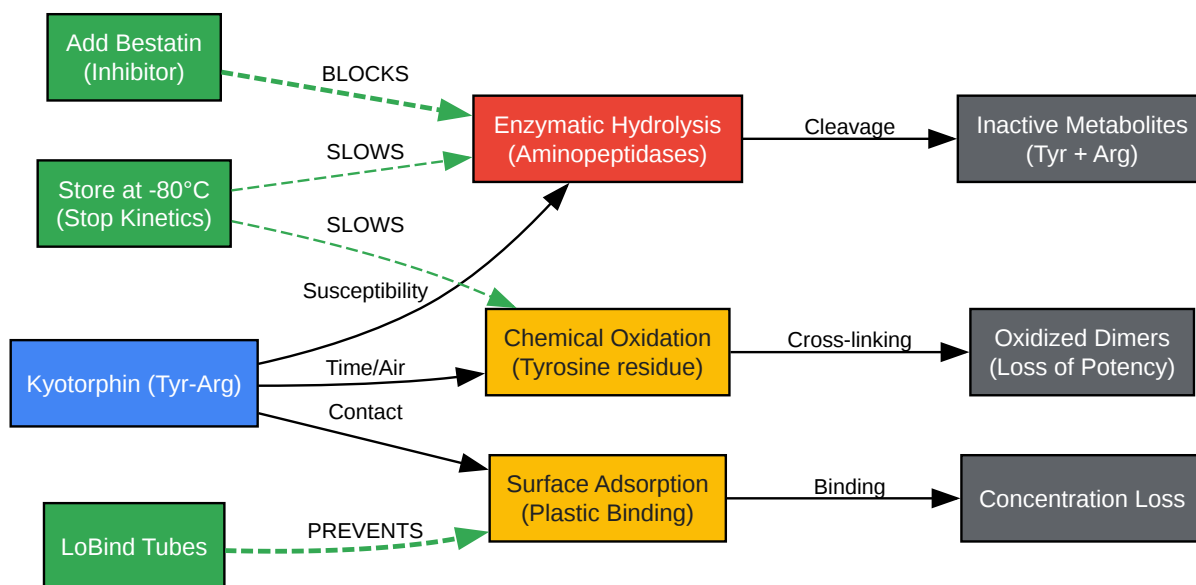 Add Bestatin
(Inhibitor)
BLOCKS
Enzymatic Hydrolysis
(Aminopeptidases)
Cleavage
Inactive Metabolites
(Tyr + Arg)
SLOWS
Store at -80°C
(Stop Kinetics)
SLOWS
Susceptibility
Chemical Oxidation
(Tyrosine residue)
Cross-linking
Oxidized Dimers
(Loss of Potency)
Kyotorphin (Tyr-Arg)
Time/Air
Contact
Surface Adsorption
(Plastic Binding)
Binding
Concentration Loss
LoBind Tubes
PREVENTS